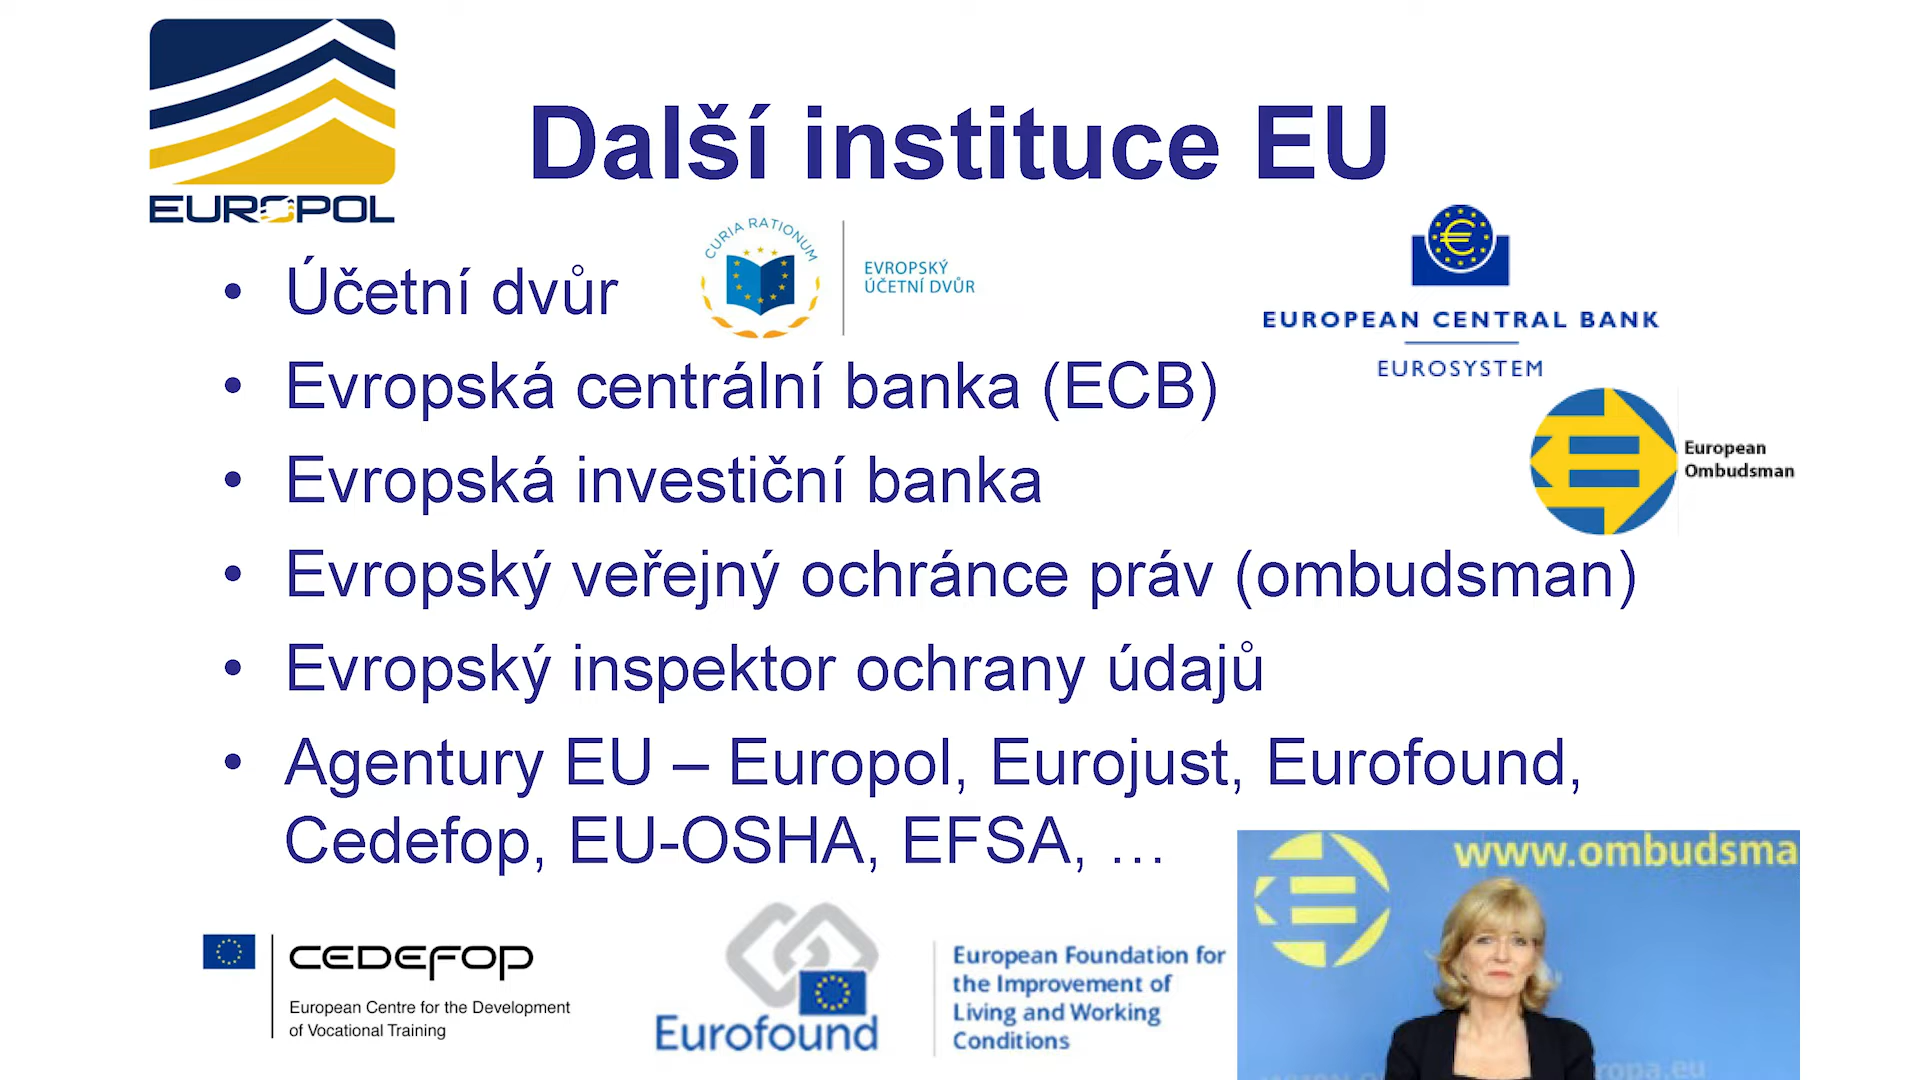 EUROPOL
Další instituce EU
CURIA RATIONUM
EVROPSKÝ
ÚČETNÍ DVŮR
EUROPEAN CENTRAL BANK
EUROSYSTEM
• Účetní dvůr
• Evropská centrální banka (ECB)
European
Ombudsman
• Evropská investiční banka
• Evropský veřejný ochránce práv (ombudsman)
• Evropský inspektor ochrany údajů
• Agentury EU – Europol, Eurojust, Eurofound,
Cedefop, EU-OSHA, EFSA, …
CEDEFOP
European Centre for the Development
of Vocational Training
Eurofound
European Foundation for
the Improvement of
Living and Working
Conditions
www.ombudsma
ropa.eu